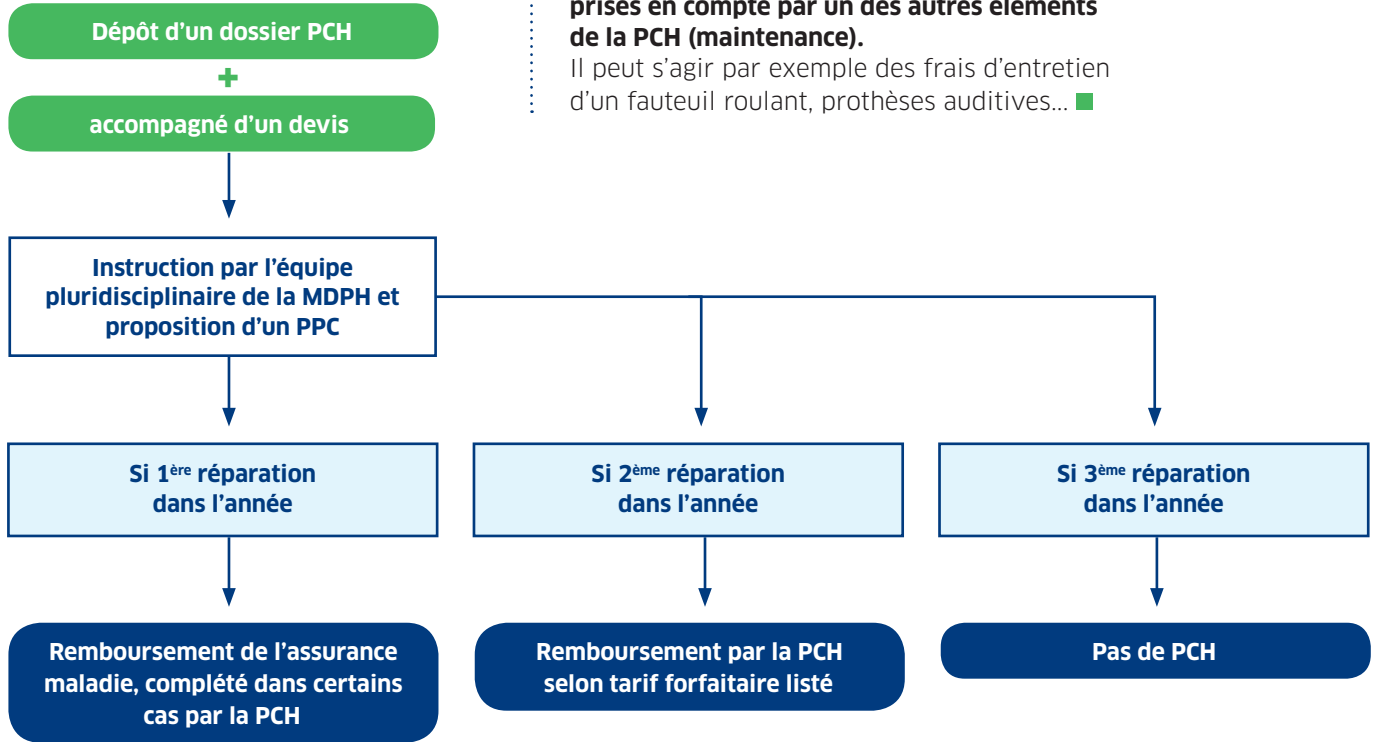 Dépôt d'un dossier PCH
+
accompagné d'un devis
prises en compte par un des autres éléments
de la PCH (maintenance).
Il peut s'agir par exemple des frais d'entretien
d'un fauteuil roulant, prothèses auditives...
Instruction par l'équipe
pluridisciplinaire de la MDPH et
proposition d'un PPC
Si 1ère réparation
dans l'année
Si 2ème réparation
dans l'année
Si 3ème réparation
dans l'année
Remboursement de l'assurance
maladie, complété dans certains
cas par la PCH
Remboursement par la PCH
selon tarif forfaitaire listé
Pas de PCH